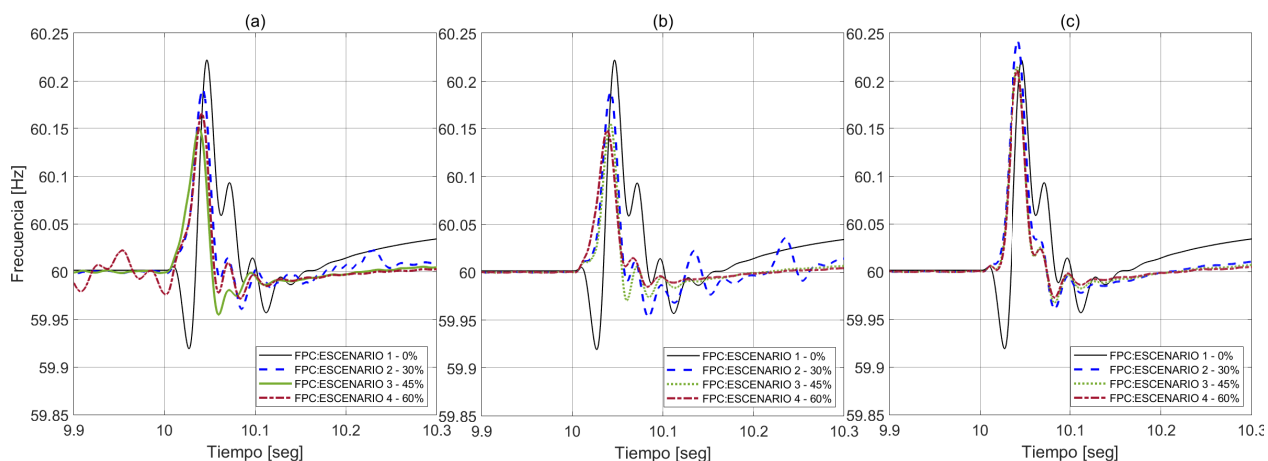 (a)
(b)
(c)
Frecuencia [Hz]
60.25
60.2
60.15
60.1
60.05
60
59.95
59.9
59.85
FPC:ESCENARIO 1 - 0%
FPC:ESCENARIO 2 - 30%
FPC:ESCENARIO 3 - 45%
FPC:ESCENARIO 4 - 60%
9.9
10
10.1
10.2
10.3
Tiempo [seg]
60.25
60.2
60.15
60.1
60.05
60
59.95
59.9
59.85
FPC:ESCENARIO 1 - 0%
FPC:ESCENARIO 2 - 30%
FPC:ESCENARIO 3 - 45%
FPC:ESCENARIO 4 - 60%
9.9
10
10.1
10.2
10.3
Tiempo [seg]
60.25
60.2
60.15
60.1
60.05
60
59.95
59.9
59.85
FPC:ESCENARIO 1 - 0%
FPC:ESCENARIO 2 - 30%
FPC:ESCENARIO 3 - 45%
FPC:ESCENARIO 4 - 60%
9.9
10
10.1
10.2
10.3
Tiempo [seg]